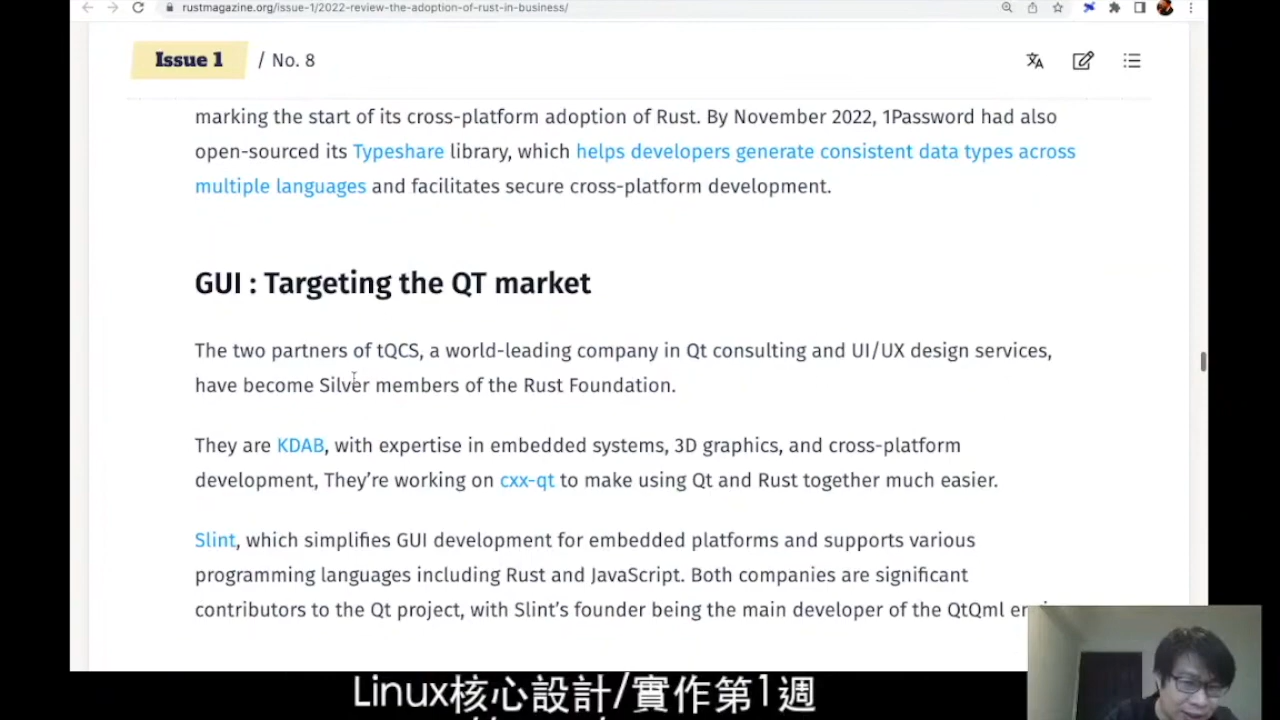 rustmagazine.org/issue-1/2022-review-the-adoption-of-rust-in-business/
Issue 1 / No. 8
marking the start of its cross-platform adoption of Rust. By November 2022, 1Password had also
open-sourced its Typeshare library, which helps developers generate consistent data types across
multiple languages and facilitates secure cross-platform development.
GUI : Targeting the QT market
The two partners of tQCS, a world-leading company in Qt consulting and UI/UX design services,
have become Silver members of the Rust Foundation.
They are KDAB, with expertise in embedded systems, 3D graphics, and cross-platform
development, They're working on cxx-qt to make using Qt and Rust together much easier.
Slint, which simplifies GUI development for embedded platforms and supports various
programming languages including Rust and JavaScript. Both companies are significant
contributors to the Qt project, with Slint's founder being the main developer of the QtQml
Linux核心設計/實作第1週